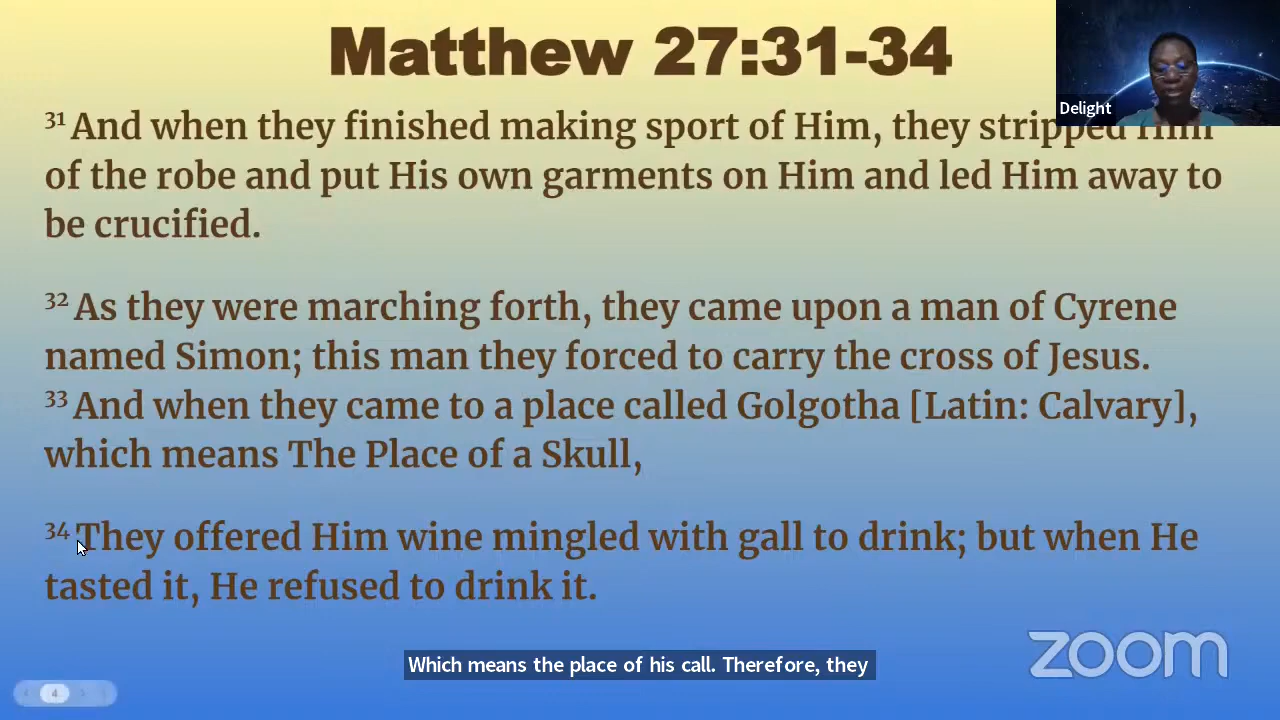 Matthew 27:31-34
Delight
31 And when they finished making sport of Him, they stripped Him
of the robe and put His own garments on Him and led Him away to
be crucified.
32 As they were marching forth, they came upon a man of Cyrene
named Simon; this man they forced to carry the cross of Jesus.
33 And when they came to a place called Golgotha [Latin: Calvary],
which means The Place of a Skull,
34 They offered Him wine mingled with gall to drink; but when He
tasted it, He refused to drink it.
Which means the place of his call. Therefore, they
zoom
4